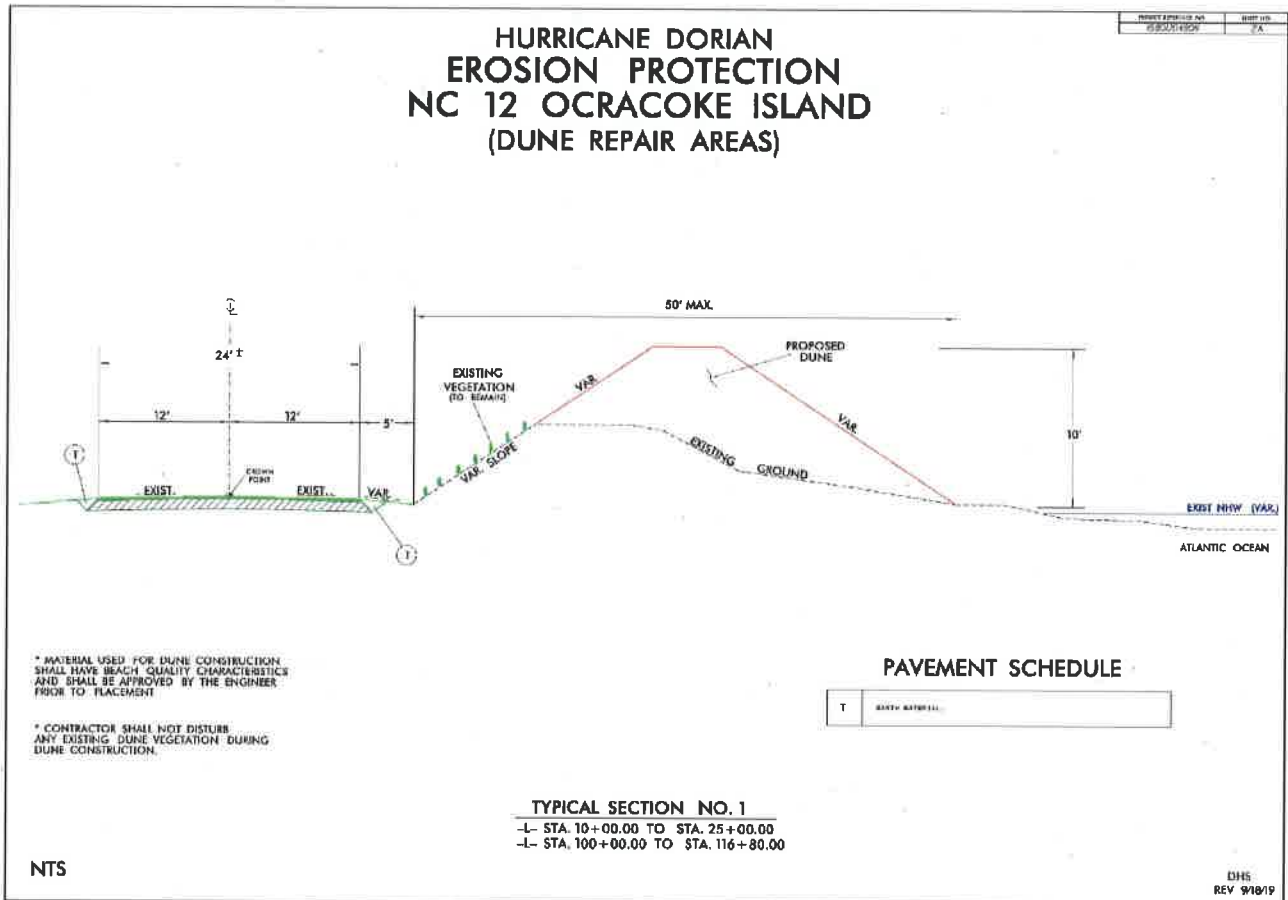 SHEET NO.
2A
HURRICANE DORIAN
EROSION PROTECTION
NC 12 OCRACOKE ISLAND
(DUNE REPAIR AREAS)
50' MAX.
24' ±
PROPOSED
DUNE
EXISTING
VEGETATION
(TO REMAIN)
VAR.
12'
12'
5'
VAR.
10'
T
VAR. SLOPE
EXISTING GROUND
CROWN
POINT
EXIST.
EXIST.
VAR.
EXIST NHW (VAR.)
T
ATLANTIC OCEAN
* MATERIAL USED FOR DUNE CONSTRUCTION
SHALL HAVE BEACH QUALITY CHARACTERISTICS
AND SHALL BE APPROVED BY THE ENGINEER
PRIOR TO PLACEMENT
* CONTRACTOR SHALL NOT DISTURB
ANY EXISTING DUNE VEGETATION DURING
DUNE CONSTRUCTION.
PAVEMENT SCHEDULE
T EARTH MATERIAL.
TYPICAL SECTION NO. 1
-L- STA. 10+00.00 TO STA. 25+00.00
-L- STA. 100+00.00 TO STA. 116+80.00
NTS
DHS
REV 9/18/19